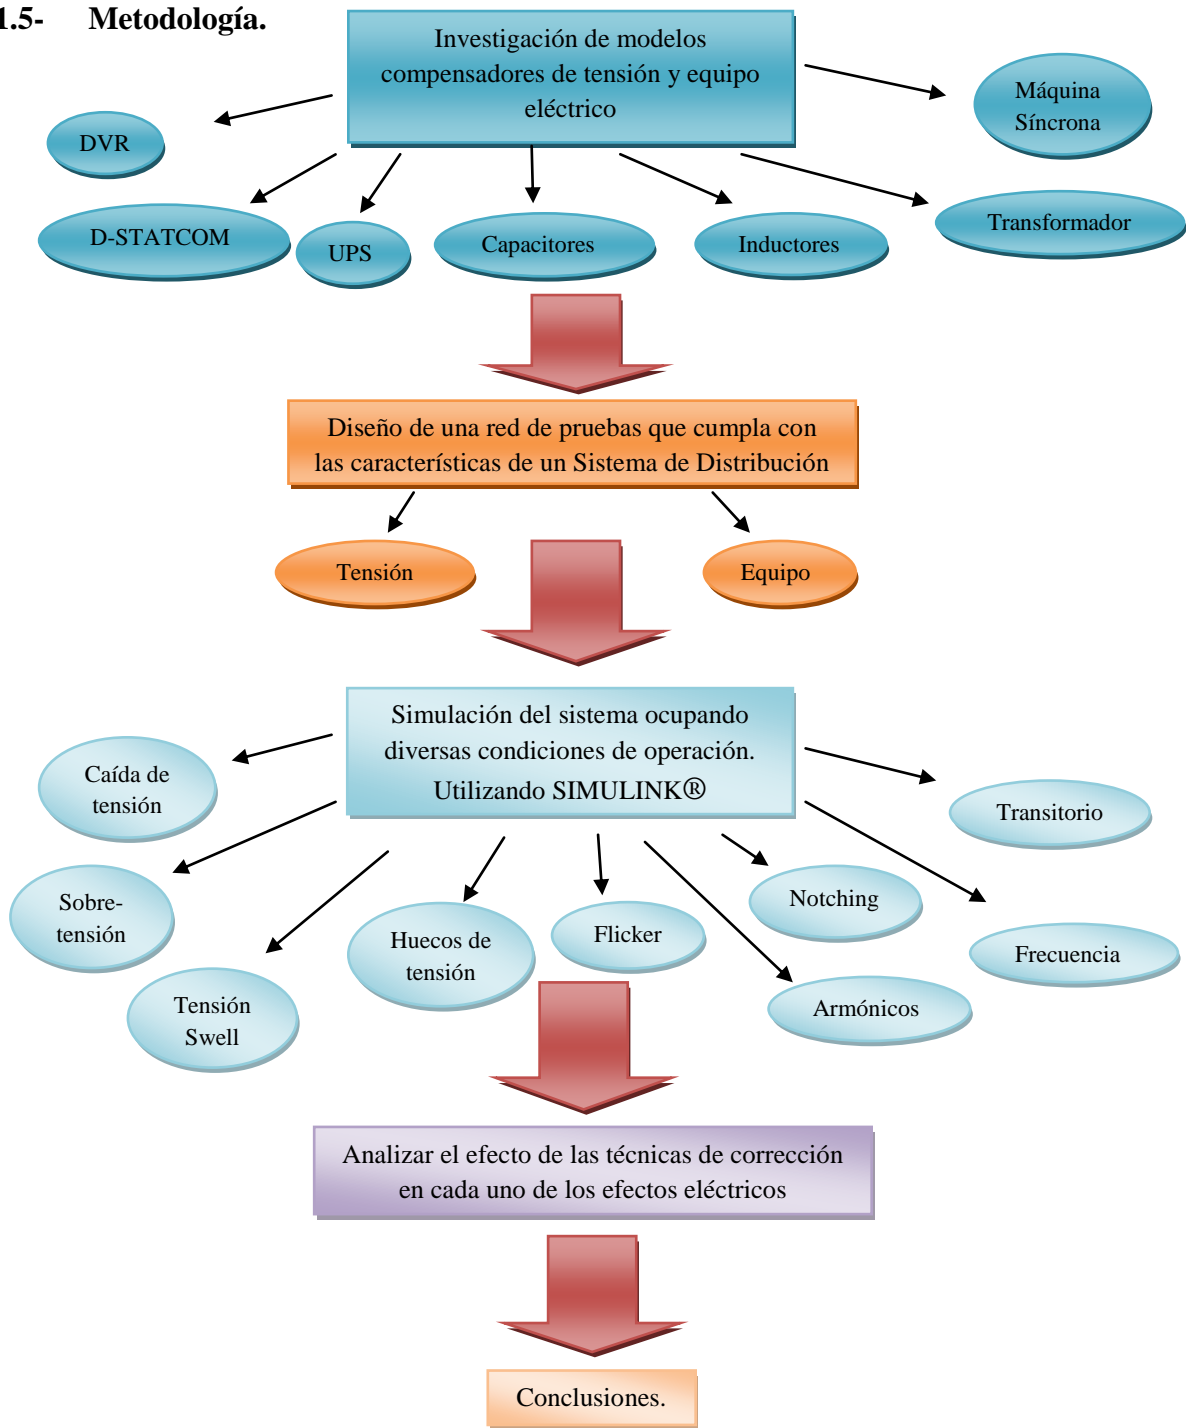 1.5- Metodología.
Investigación de modelos
compensadores de tensión y equipo
eléctrico
Máquina
Síncrona
DVR
D-STATCOM
UPS
Capacitores
Inductores
Transformador
Diseño de una red de pruebas que cumpla con
las características de un Sistema de Distribución
Tensión
Equipo
Simulación del sistema ocupando
diversas condiciones de operación.
Utilizando SIMULINK®
Caída de
tensión
Transitorio
Sobre-
tensión
Tensión
Swell
Huecos de
tensión
Flicker
Notching
Armónicos
Frecuencia
Analizar el efecto de las técnicas de corrección
en cada uno de los efectos eléctricos
Conclusiones.